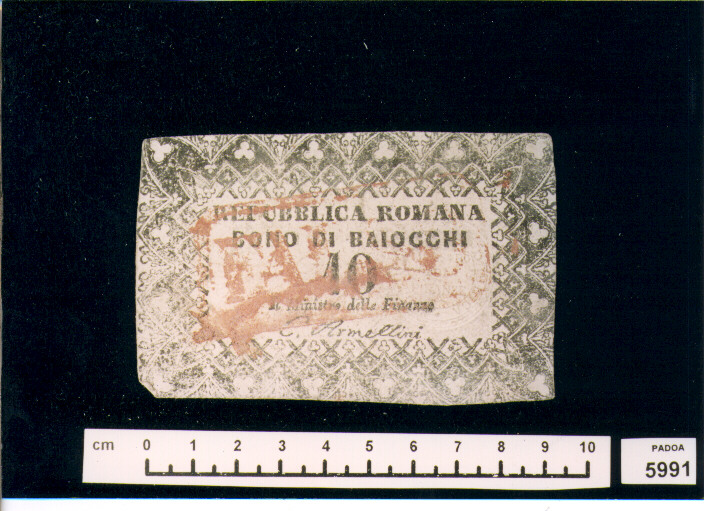 REPUBBLICA ROMANA
BONO DI BAIOCCHI
10
Il Ministro delle Finanze
C. Armellini
cm 0 1 2 3 4 5 6 7 8 9 10
PADOA
5991